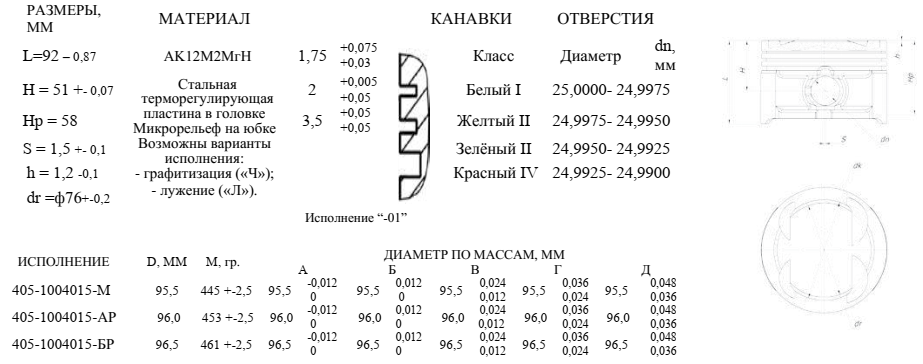 РАЗМЕРЫ, ММ
L=92 – 0,87
H = 51 +- 0,07
Hp = 58
S = 1,5 +- 0,1
h = 1,2 -0,1
dr =ф76+-0,2
МАТЕРИАЛ
АК12М2МгН
Стальная
терморегулирующая
пластина в головке
Микрорельеф на юбке
Возможны варианты
исполнения:
- графитизация («Ч»);
- лужение («Л»).
КАНАВКИ
1,75 +0,075 +0,03
2 +0,005 +0,05
3,5 +0,05 +0,05
Исполнение “-01”
ОТВЕРСТИЯ
Класс Диаметр dn, мм
Белый I 25,0000- 24,9975
Желтый II 24,9975- 24,9950
Зелёный II 24,9950- 24,9925
Красный IV 24,9925- 24,9900
L
H
h
Hp
S
dn
dk
dr
ИСПОЛНЕНИЕ D, ММ М, гр. ДИАМЕТР ПО МАССАМ, ММ
А Б В Г Д
405-1004015-М 95,5 445 +-2,5 95,5 -0,012 0 95,5 0,012 0 95,5 0,024 0,012 95,5 0,036 0,024 95,5 0,048 0,036
405-1004015-АР 96,0 453 +-2,5 96,0 -0,012 0 96,0 0,012 0 96,0 0,024 0,012 96,0 0,036 0,024 96,0 0,048 0,036
405-1004015-БР 96,5 461 +-2,5 96,5 -0,012 0 96,5 0,012 0 96,5 0,024 0,012 96,5 0,036 0,024 96,5 0,048 0,036